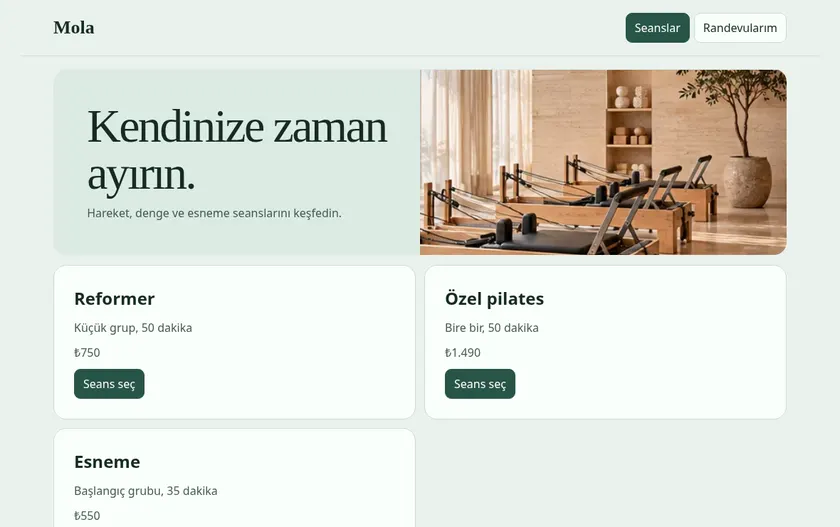 Mola
Seanslar
Randevularım
Kendinize zaman
ayırın.
Hareket, denge ve esneme seanslarını keşfedin.
Reformer
Küçük grup, 50 dakika
₺750
Seans seç
Özel pilates
Bire bir, 50 dakika
₺1.490
Seans seç
Esneme
Başlangıç grubu, 35 dakika
₺550